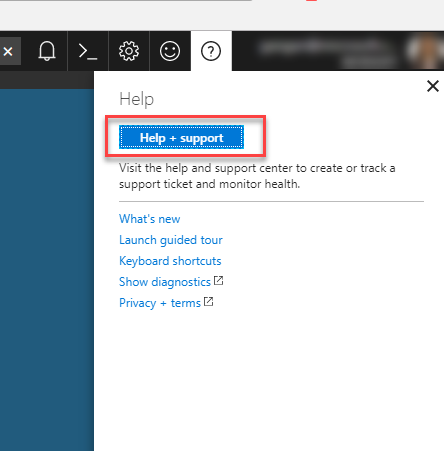 Help
Help + support
Visit the help and support center to create or track a
support ticket and monitor health.
What's new
Launch guided tour
Keyboard shortcuts
Show diagnostics
Privacy + terms